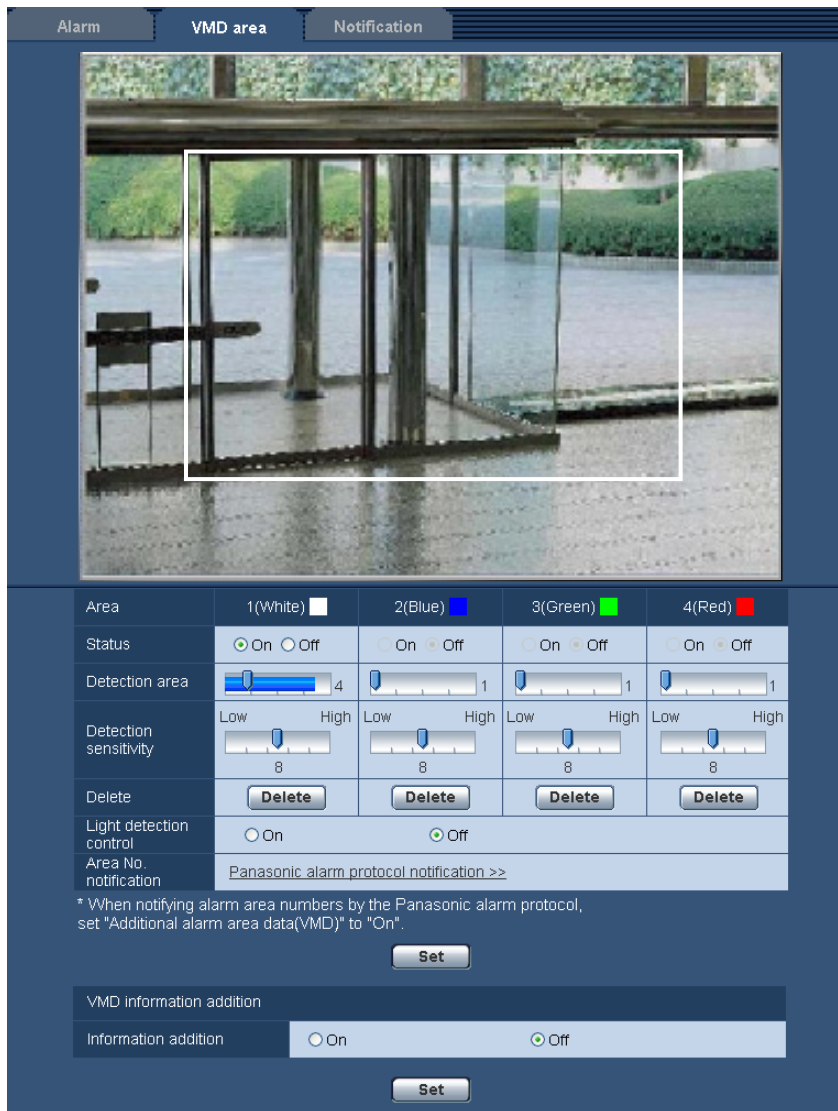 Alarm VMD area Notification
Area 1(White) 2(Blue) 3(Green) 4(Red)
Status On Off On Off On Off On Off
Detection area 4 1 1 1
Detection sensitivity Low High Low High Low High Low High
8 8 8 8
Delete Delete Delete Delete Delete
Light detection control On Off
Area No. notification Panasonic alarm protocol notification >>
* When notifying alarm area numbers by the Panasonic alarm protocol,
set "Additional alarm area data(VMD)" to "On".
Set
VMD information addition
Information addition On Off
Set